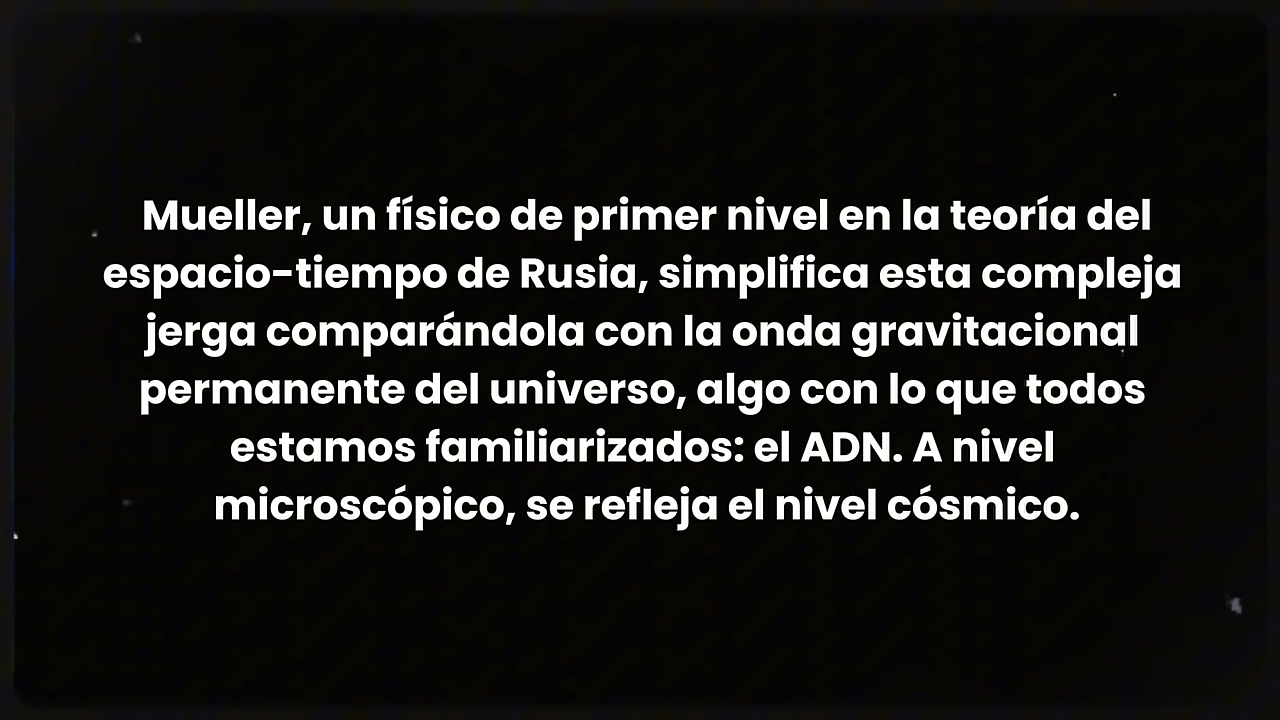 Mueller, un físico de primer nivel en la teoría del
espacio-tiempo de Rusia, simplifica esta compleja
jerga comparándola con la onda gravitacional
permanente del universo, algo con lo que todos
estamos familiarizados: el ADN. A nivel
microscópico, se refleja el nivel cósmico.